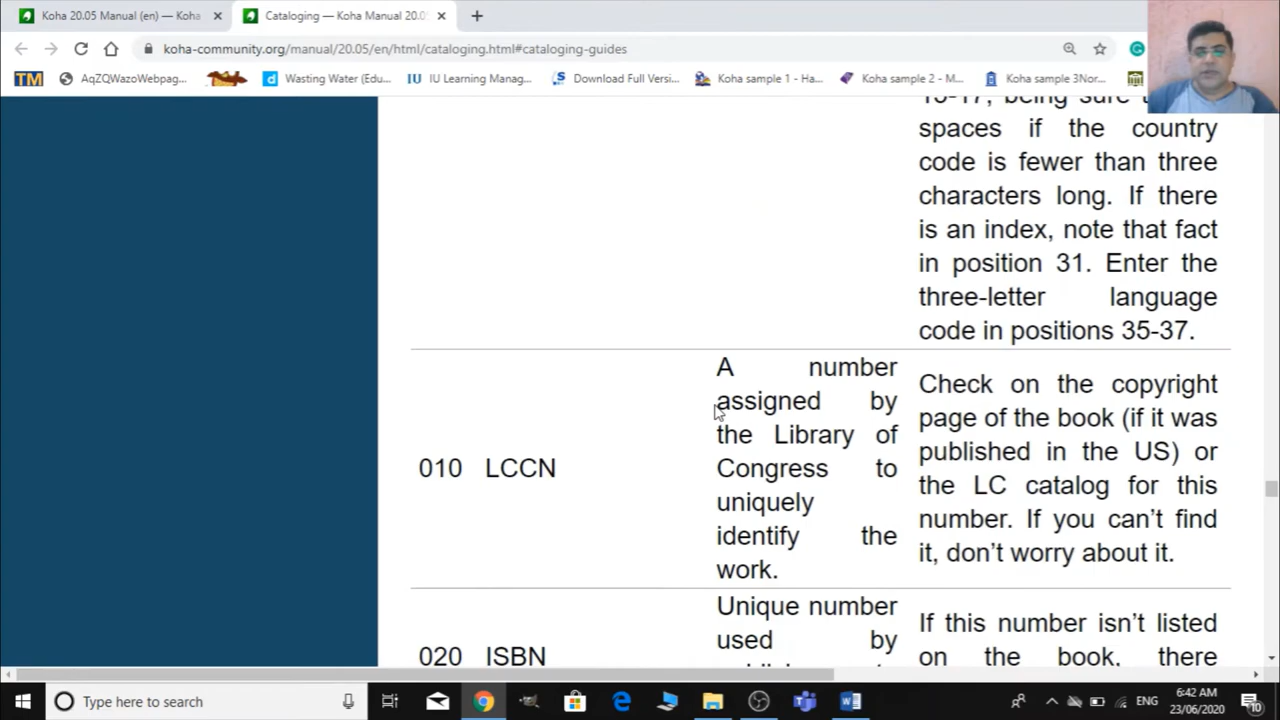 Koha 20.05 Manual (en) — Koha
Cataloging — Koha Manual 20.0
koha-community.org/manual/20.05/en/html/cataloging.html#cataloging-guides
TM
AqZQWazoWebpag...
Wasting Water (Edu...
IU IU Learning Manag...
Download Full Versi...
Koha sample 1 - Ha...
Koha sample 2 - M...
Koha sample 3Nor...
15-17, being sure
spaces if the country
code is fewer than three
characters long. If there
is an index, note that fact
in position 31. Enter the
three-letter language
code in positions 35-37.
010 LCCN
A number
assigned by
the Library of
Congress to
uniquely
identify the
work.
Check on the copyright
page of the book (if it was
published in the US) or
the LC catalog for this
number. If you can't find
it, don't worry about it.
020 ISBN
Unique number
used by
If this number isn't listed
on the book, there
Type here to search
ENG
6:42 AM
23/06/2020
10